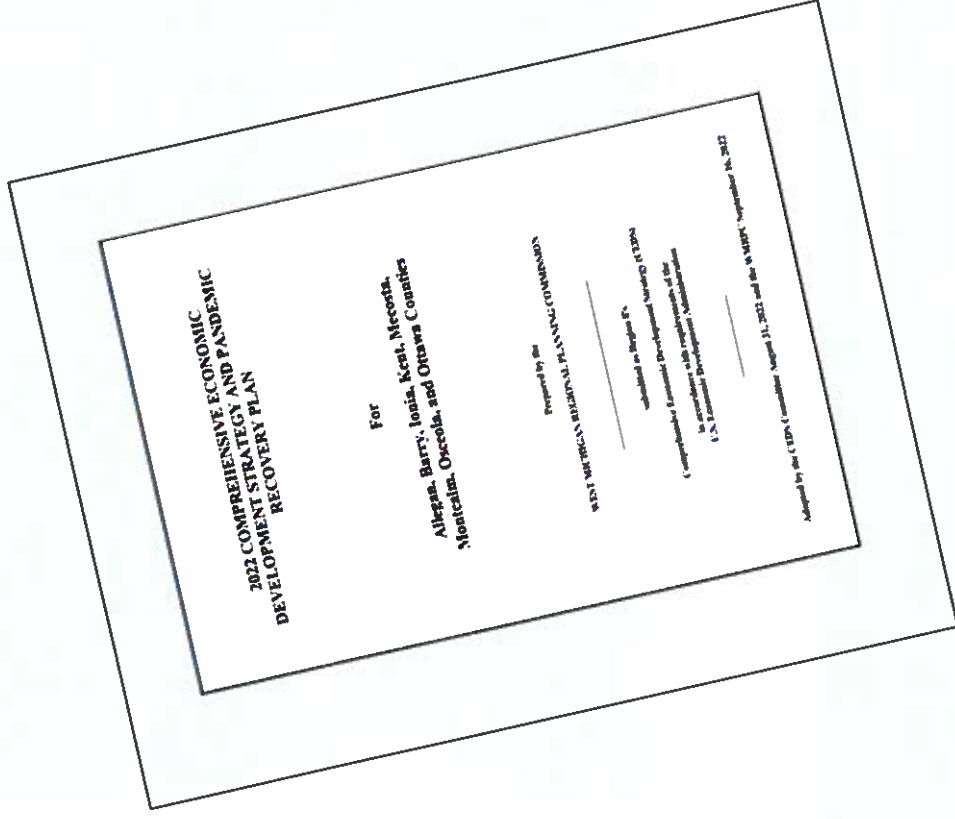 2022 COMPREHENSIVE ECONOMIC
DEVELOPMENT STRATEGY AND PANDEMIC
RECOVERY PLAN
For
Allegan, Barry, Ionia, Kent, Mecosta,
Montcalm, Osceola, and Ottawa Counties
Prepared by the
WEST MICHIGAN REGIONAL PLANNING COMMISSION
submitted as Region 8's
Comprehensive Economic Development Strategy (CEDS)
in accordance with requirements of the
U.S. Economic Development Administration
Adopted by the CEDS Committee August 31, 2022 and the WMRPC September 16, 2022